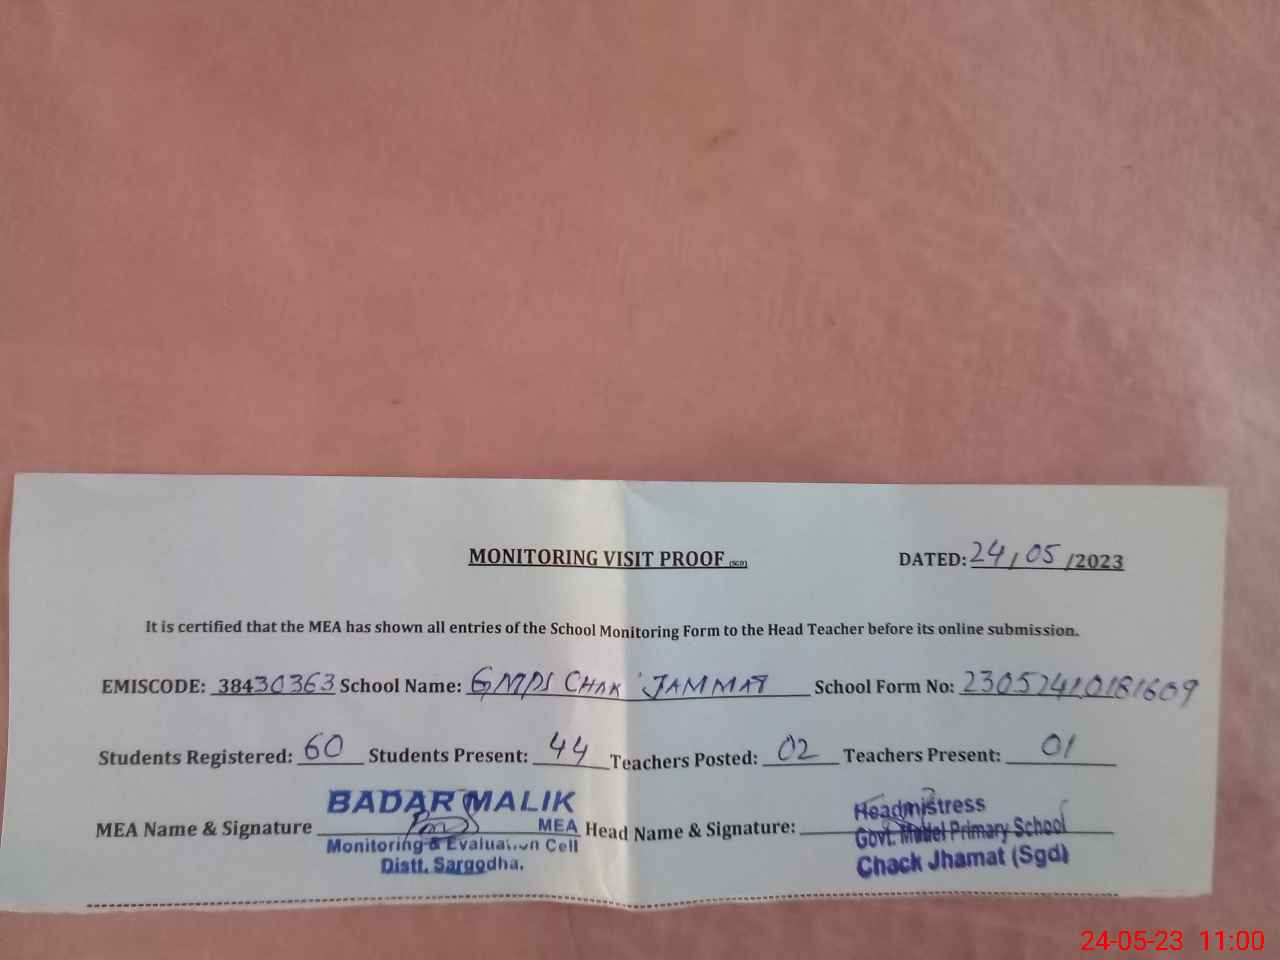 MONITORING VISIT PROOF (SGD)
DATED: 24/05/2023
It is certified that the MEA has shown all entries of the School Monitoring Form to the Head Teacher before its online submission.
EMISCODE: 38430363 School Name: GMPS CHAK JAMMAT School Form No: 23052410181609
Students Registered: 60 Students Present: 44 Teachers Posted: 02 Teachers Present: 01
MEA Name & Signature BADAR MALIK MEA Head Name & Signature: Headmistress
Monitoring & Evaluation Cell Govt. Model Primary School
Distt. Sargodha. Chack Jhamat (Sgd)
24-05-23 11:00